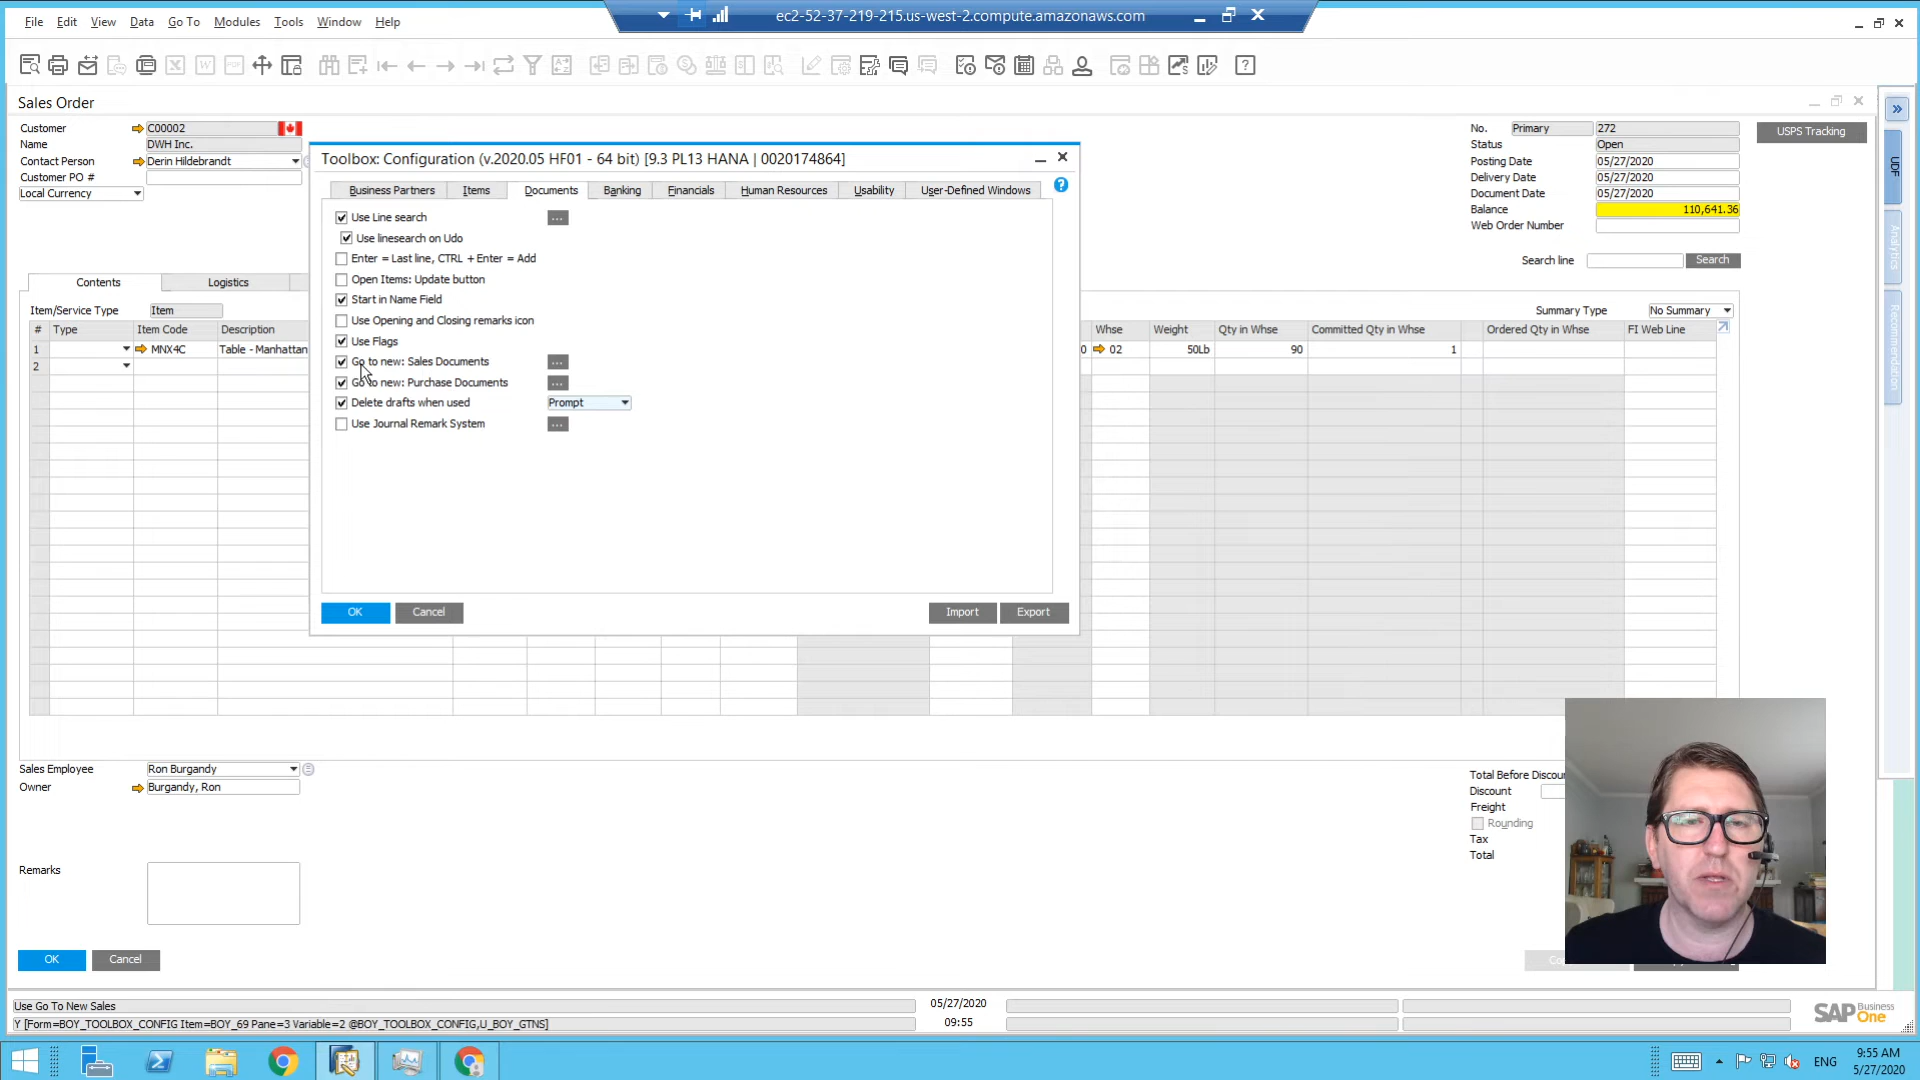 File Edit View Data Go To Modules Tools Window Help
ec2-52-37-219-215.us-west-2.compute.amazonaws.com
Sales Order
Customer C00002
Name DWH Inc.
Contact Person Derin Hildebrandt
Customer PO #
Local Currency
No. Primary 272
Status Open
Posting Date 05/27/2020
Delivery Date 05/27/2020
Document Date 05/27/2020
Balance 110,641.36
Web Order Number
USPS Tracking
UDF
Analytics
Recommendation
Search line Search
Toolbox: Configuration (v.2020.05 HF01 - 64 bit) [9.3 PL13 HANA | 0020174864]
Business Partners Items Documents Banking Financials Human Resources Usability User-Defined Windows
Use Line search ...
Use linesearch on Udo
Enter = Last line, CTRL + Enter = Add
Open Items: Update button
Start in Name Field
Use Opening and Closing remarks icon
Use Flags
Go to new: Sales Documents ...
Go to new: Purchase Documents ...
Delete drafts when used Prompt
Use Journal Remark System ...
OK Cancel Import Export
Contents Logistics
Item/Service Type Item
Summary Type No Summary
# Type Item Code Description Whse Weight Qty in Whse Committed Qty in Whse Ordered Qty in Whse FI Web Line
1 MNX4C Table - Manhattan 0 02 50Lb 90 1
2
Sales Employee Ron Burgandy
Owner Burgandy, Ron
Total Before Discou
Discount
Freight
Rounding
Tax
Total
Remarks
OK Cancel
Use Go To New Sales
05/27/2020
Y [Form=BOY_TOOLBOX_CONFIG Item=BOY_69 Pane=3 Variable=2 @BOY_TOOLBOX_CONFIG,U_BOY_GTNS]
09:55
SAP Business One
ENG
9:55 AM
5/27/2020